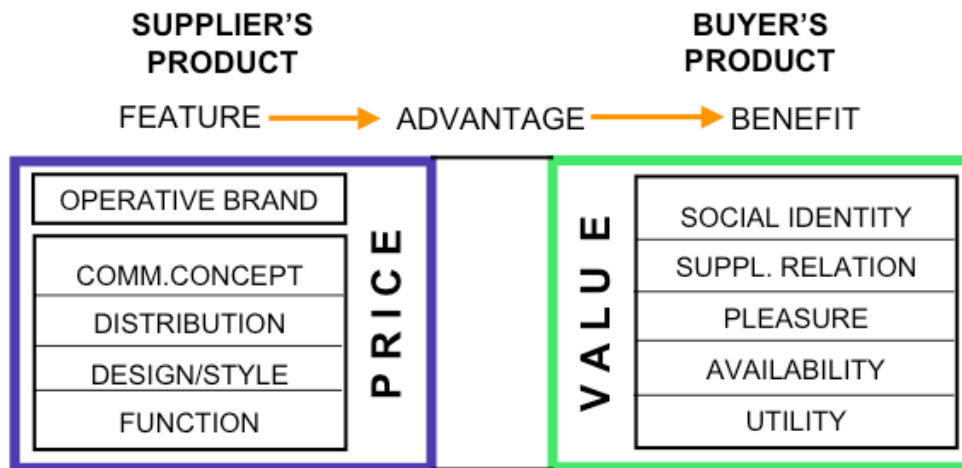 SUPPLIER'S
PRODUCT
BUYER'S
PRODUCT
FEATURE
ADVANTAGE
BENEFIT
OPERATIVE BRAND
COMM.CONCEPT
DISTRIBUTION
DESIGN/STYLE
FUNCTION
PRICE
VALUE
SOCIAL IDENTITY
SUPPL. RELATION
PLEASURE
AVAILABILITY
UTILITY